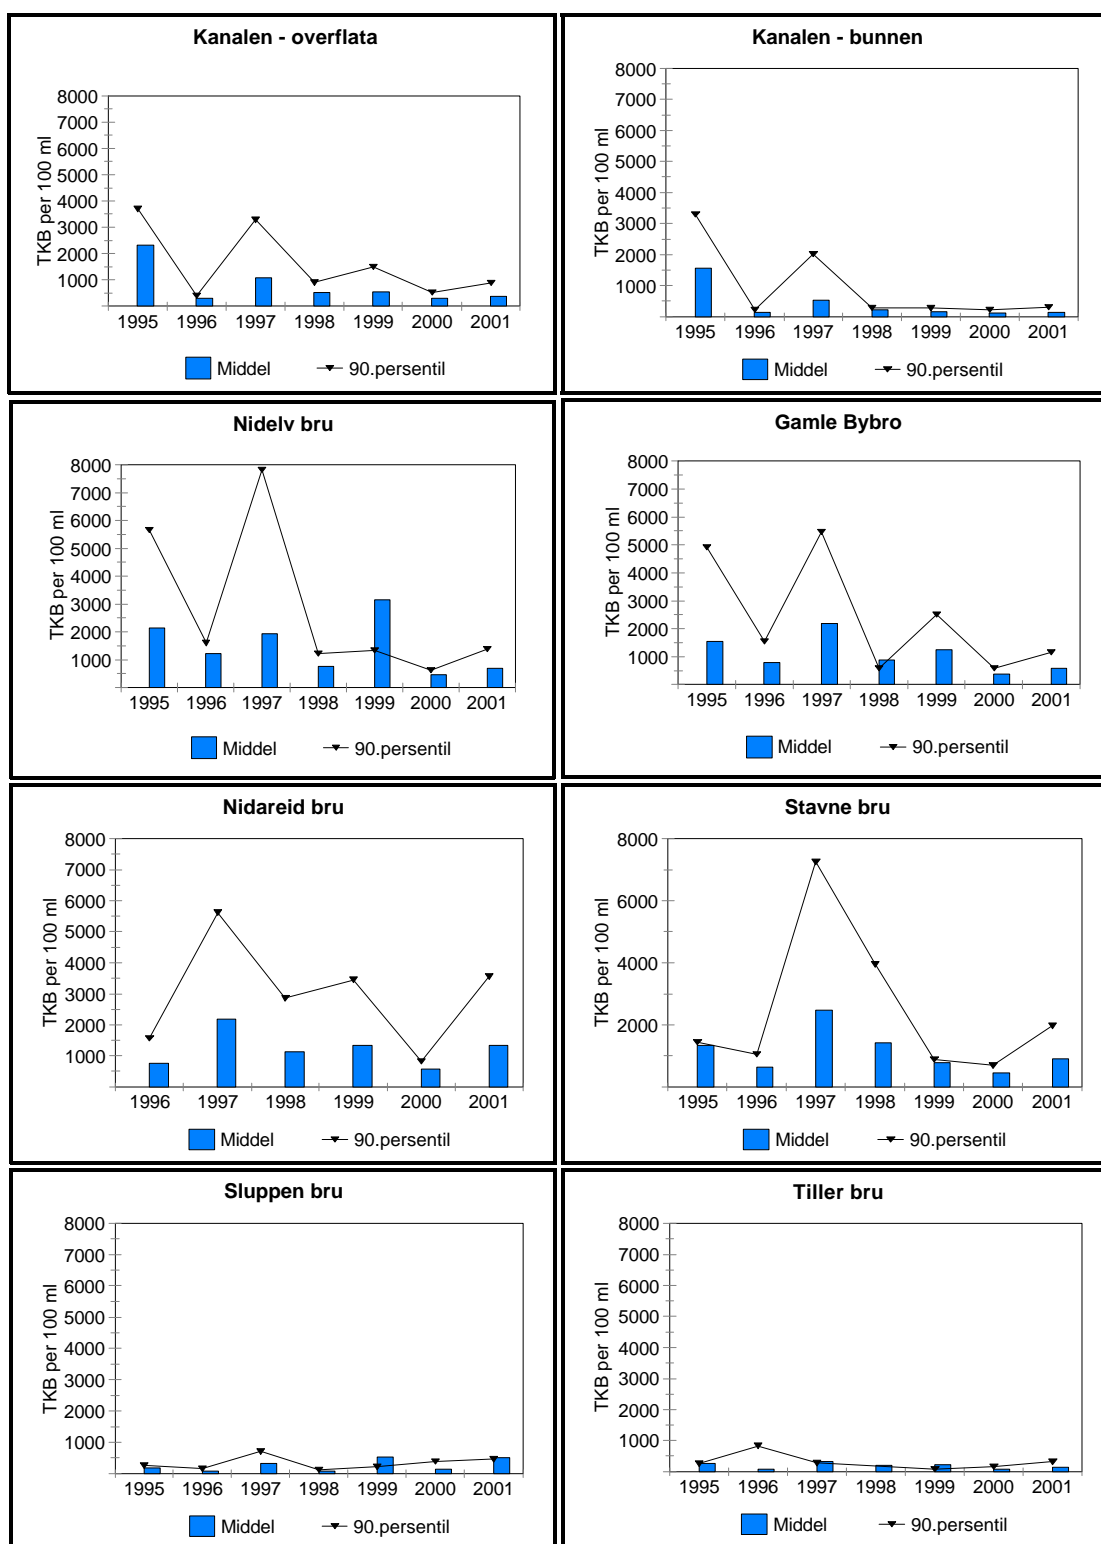 Kanalen - overflata
8000
7000
6000
5000
4000
3000
2000
1000
TKB per 100 ml
1995 1996 1997 1998 1999 2000 2001
Middel 90.persentil
Kanalen - bunnen
8000
7000
6000
5000
4000
3000
2000
1000
TKB per 100 ml
1995 1996 1997 1998 1999 2000 2001
Middel 90.persentil
Nidelv bru
8000
7000
6000
5000
4000
3000
2000
1000
TKB per 100 ml
1995 1996 1997 1998 1999 2000 2001
Middel 90.persentil
Gamle Bybro
8000
7000
6000
5000
4000
3000
2000
1000
TKB per 100 ml
1995 1996 1997 1998 1999 2000 2001
Middel 90.persentil
Nidareid bru
8000
7000
6000
5000
4000
3000
2000
1000
TKB per 100 ml
1996 1997 1998 1999 2000 2001
Middel 90.persentil
Stavne bru
8000
6000
4000
2000
TKB per 100 ml
1995 1996 1997 1998 1999 2000 2001
Middel 90.persentil
Sluppen bru
8000
7000
6000
5000
4000
3000
2000
1000
TKB per 100 ml
1995 1996 1997 1998 1999 2000 2001
Middel 90.persentil
Tiller bru
8000
7000
6000
5000
4000
3000
2000
1000
TKB per 100 ml
1995 1996 1997 1998 1999 2000 2001
Middel 90.persentil